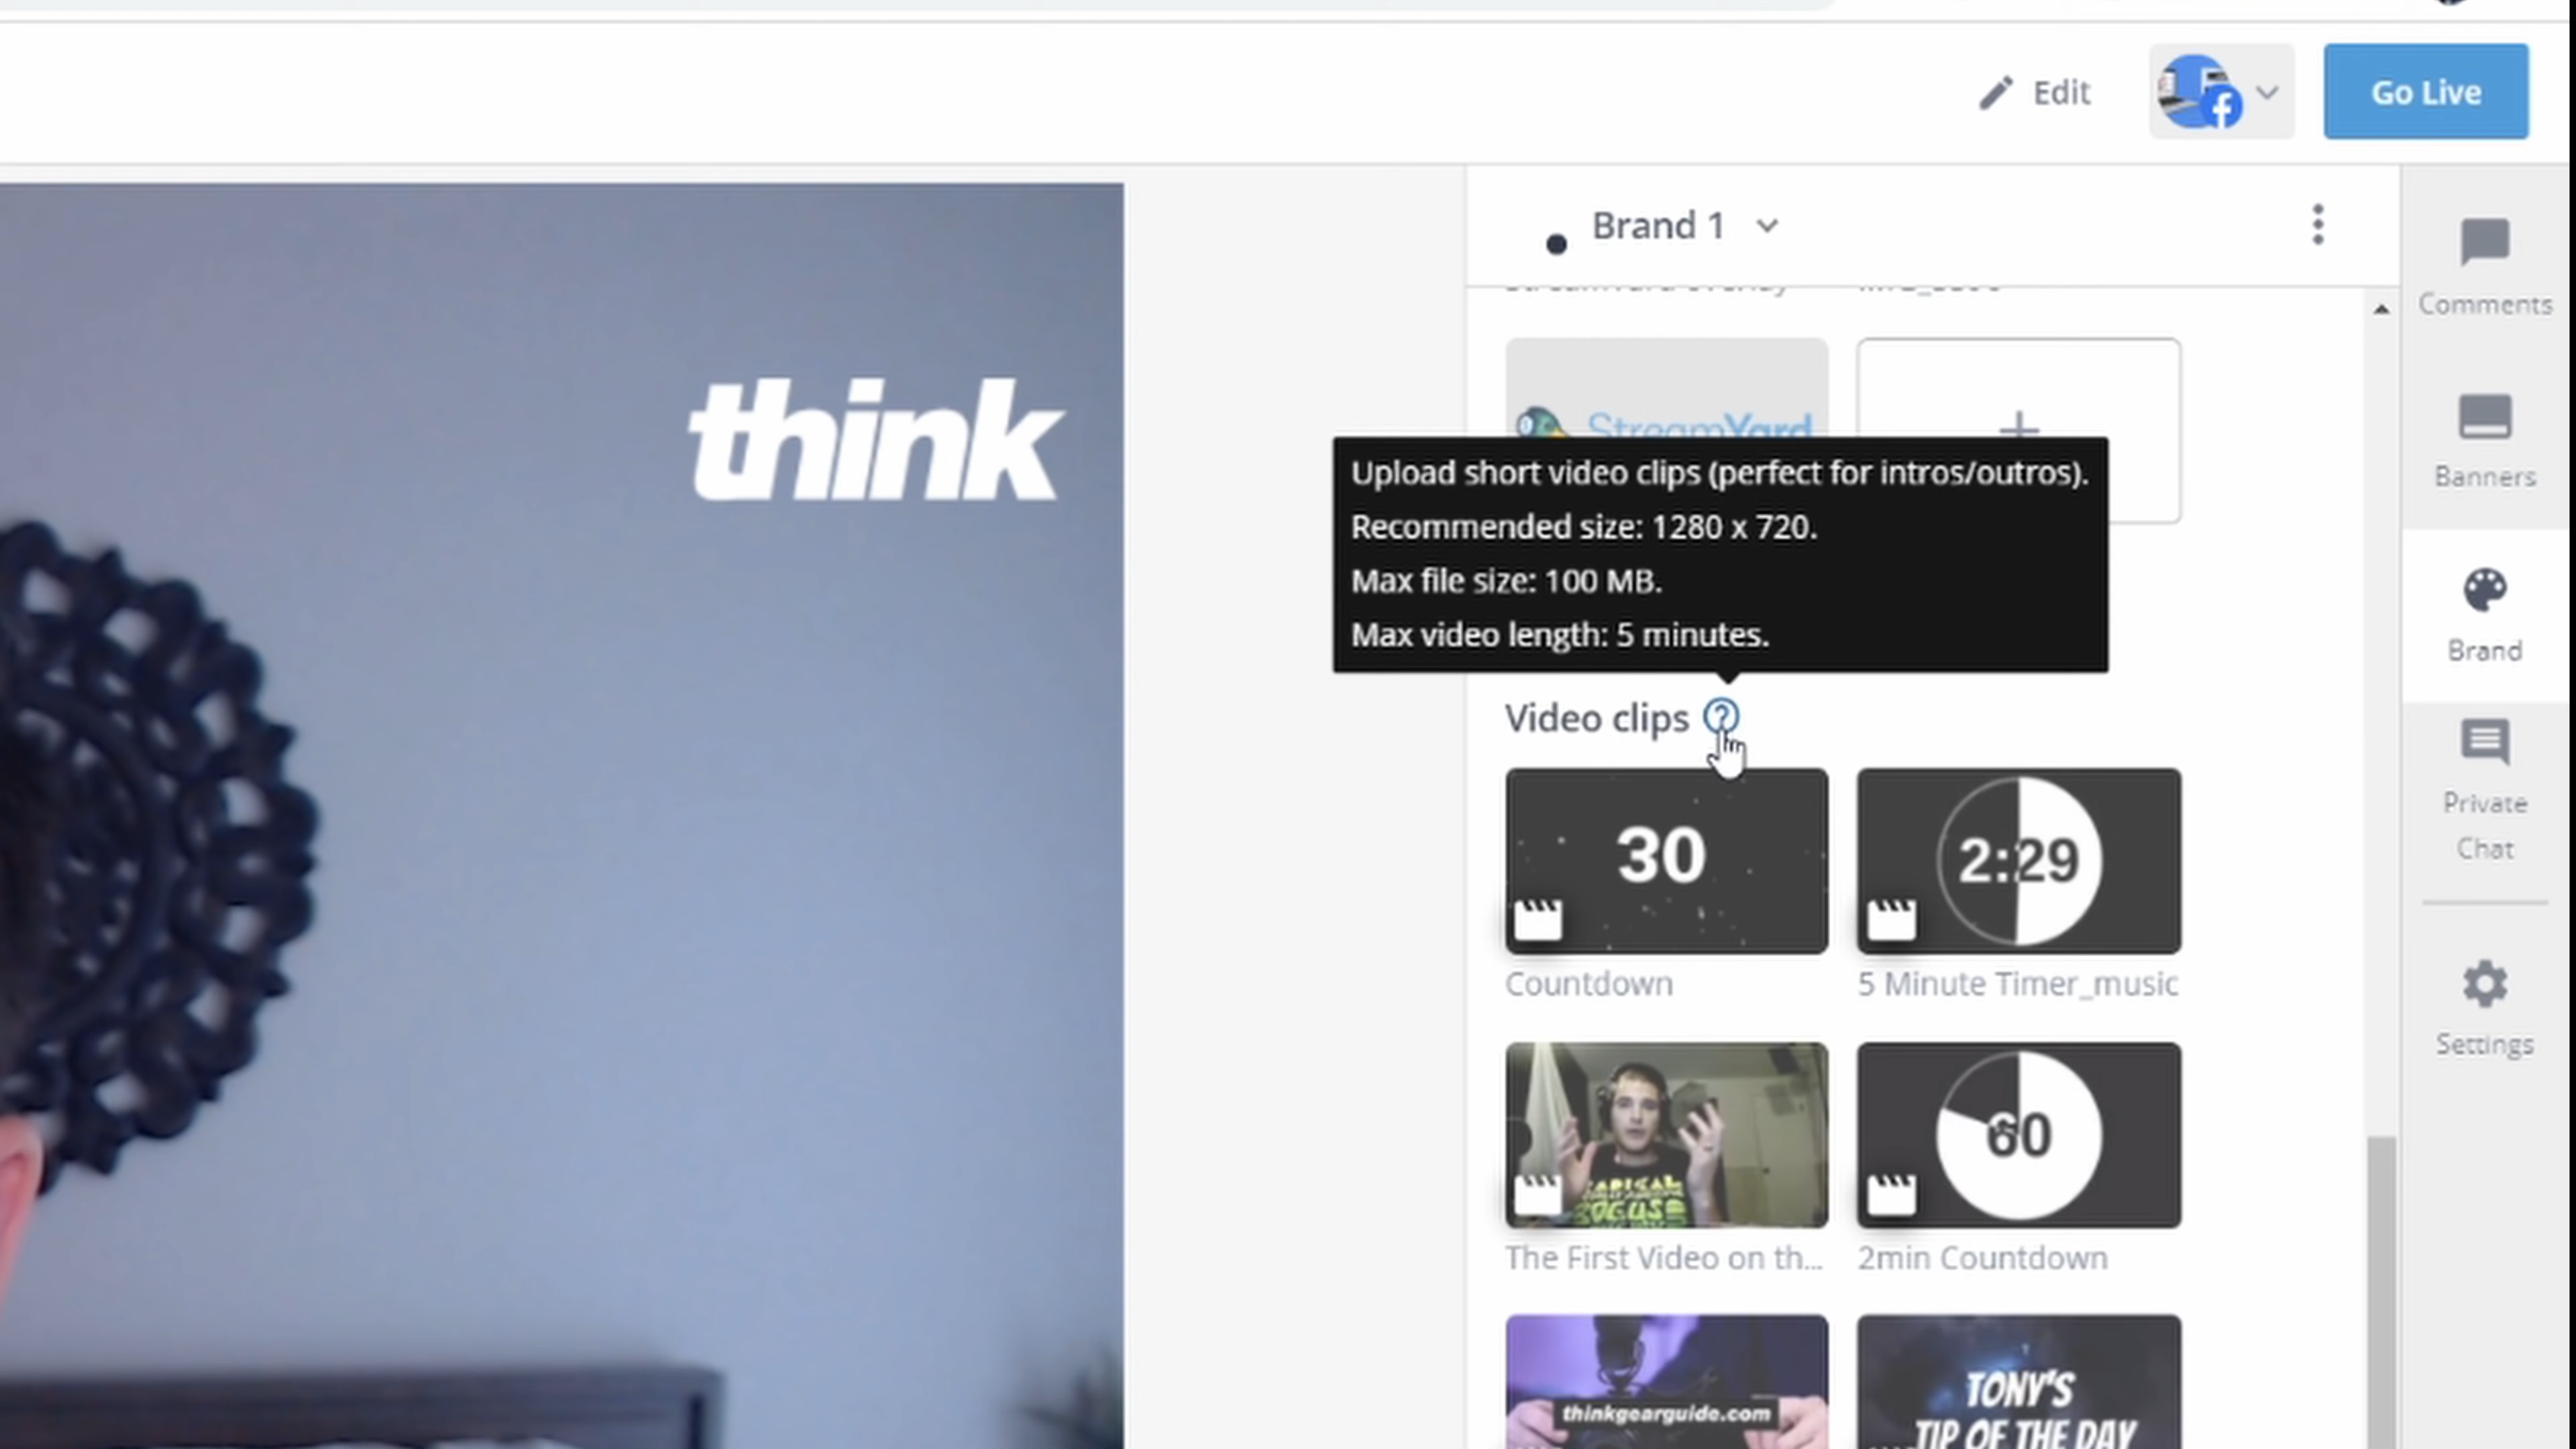 Edit
Go Live
Brand 1
Comments
think
StreamYard
Upload short video clips (perfect for intros/outros).
Recommended size: 1280 x 720.
Max file size: 100 MB.
Max video length: 5 minutes.
Banners
Brand
Video clips
Private
Chat
30
2:29
Countdown
5 Minute Timer_music
Settings
60
The First Video on th...
2min Countdown
thinkgearguide.com
TONY'S
TIP OF THE DAY